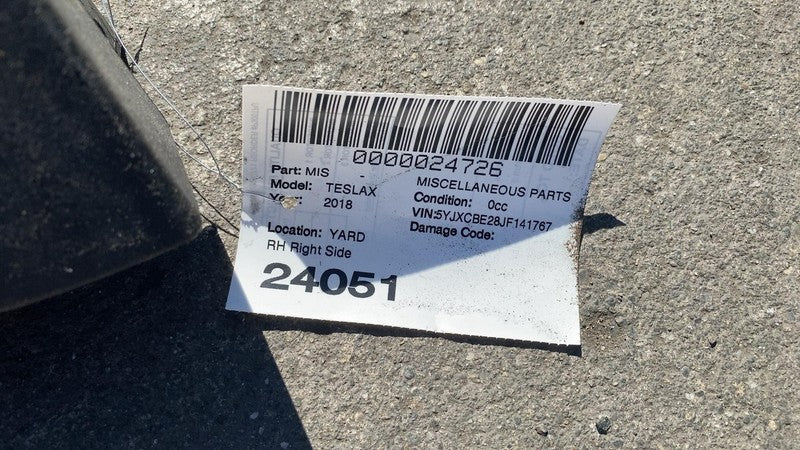 0000024726
Part: MIS - MISCELLANEOUS PARTS
Model: TESLAX Condition: 0cc
Year: 2018 VIN:5YJXCBE28JF141767
Location: YARD Damage Code:
RH Right Side
24051